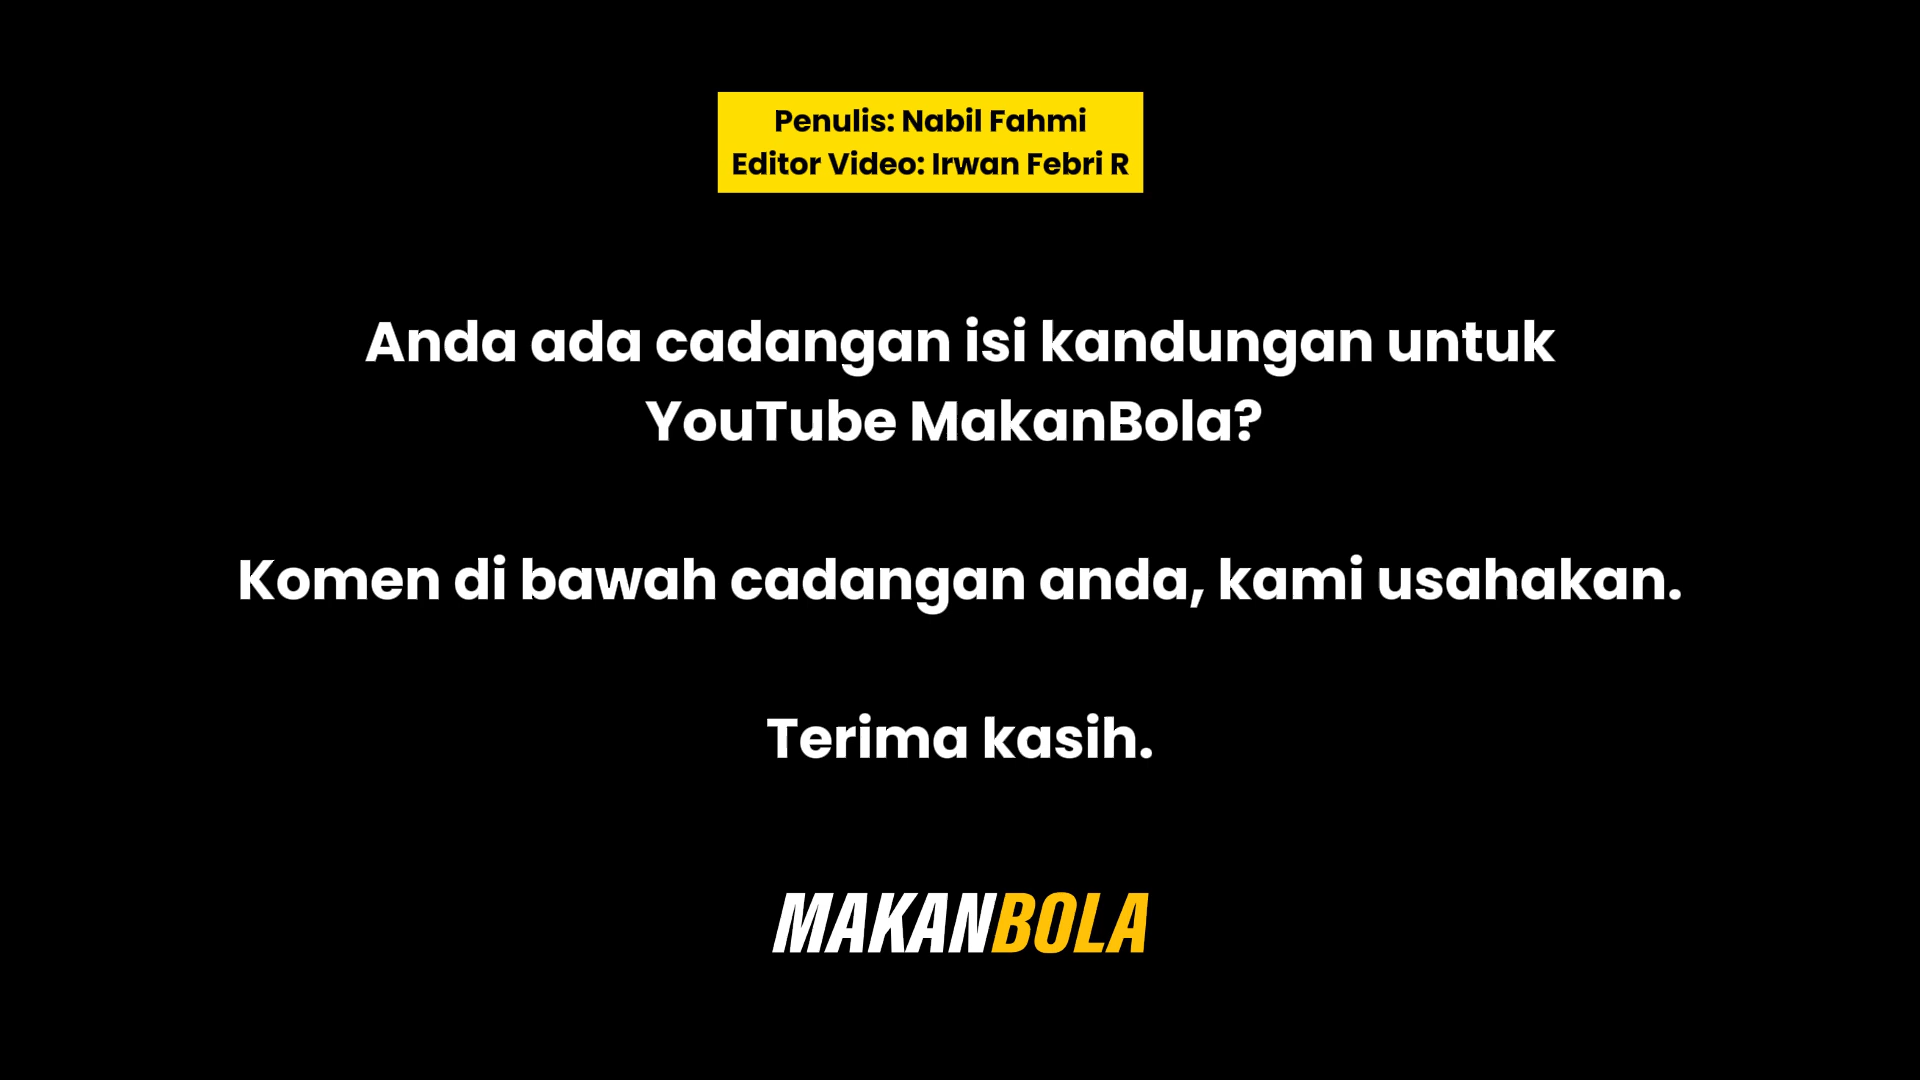 Penulis: Nabil Fahmi
Editor Video: Irwan Febri R
Anda ada cadangan isi kandungan untuk
YouTube MakanBola?
Komen di bawah cadangan anda, kami usahakan.
Terima kasih.
MAKANBOLA